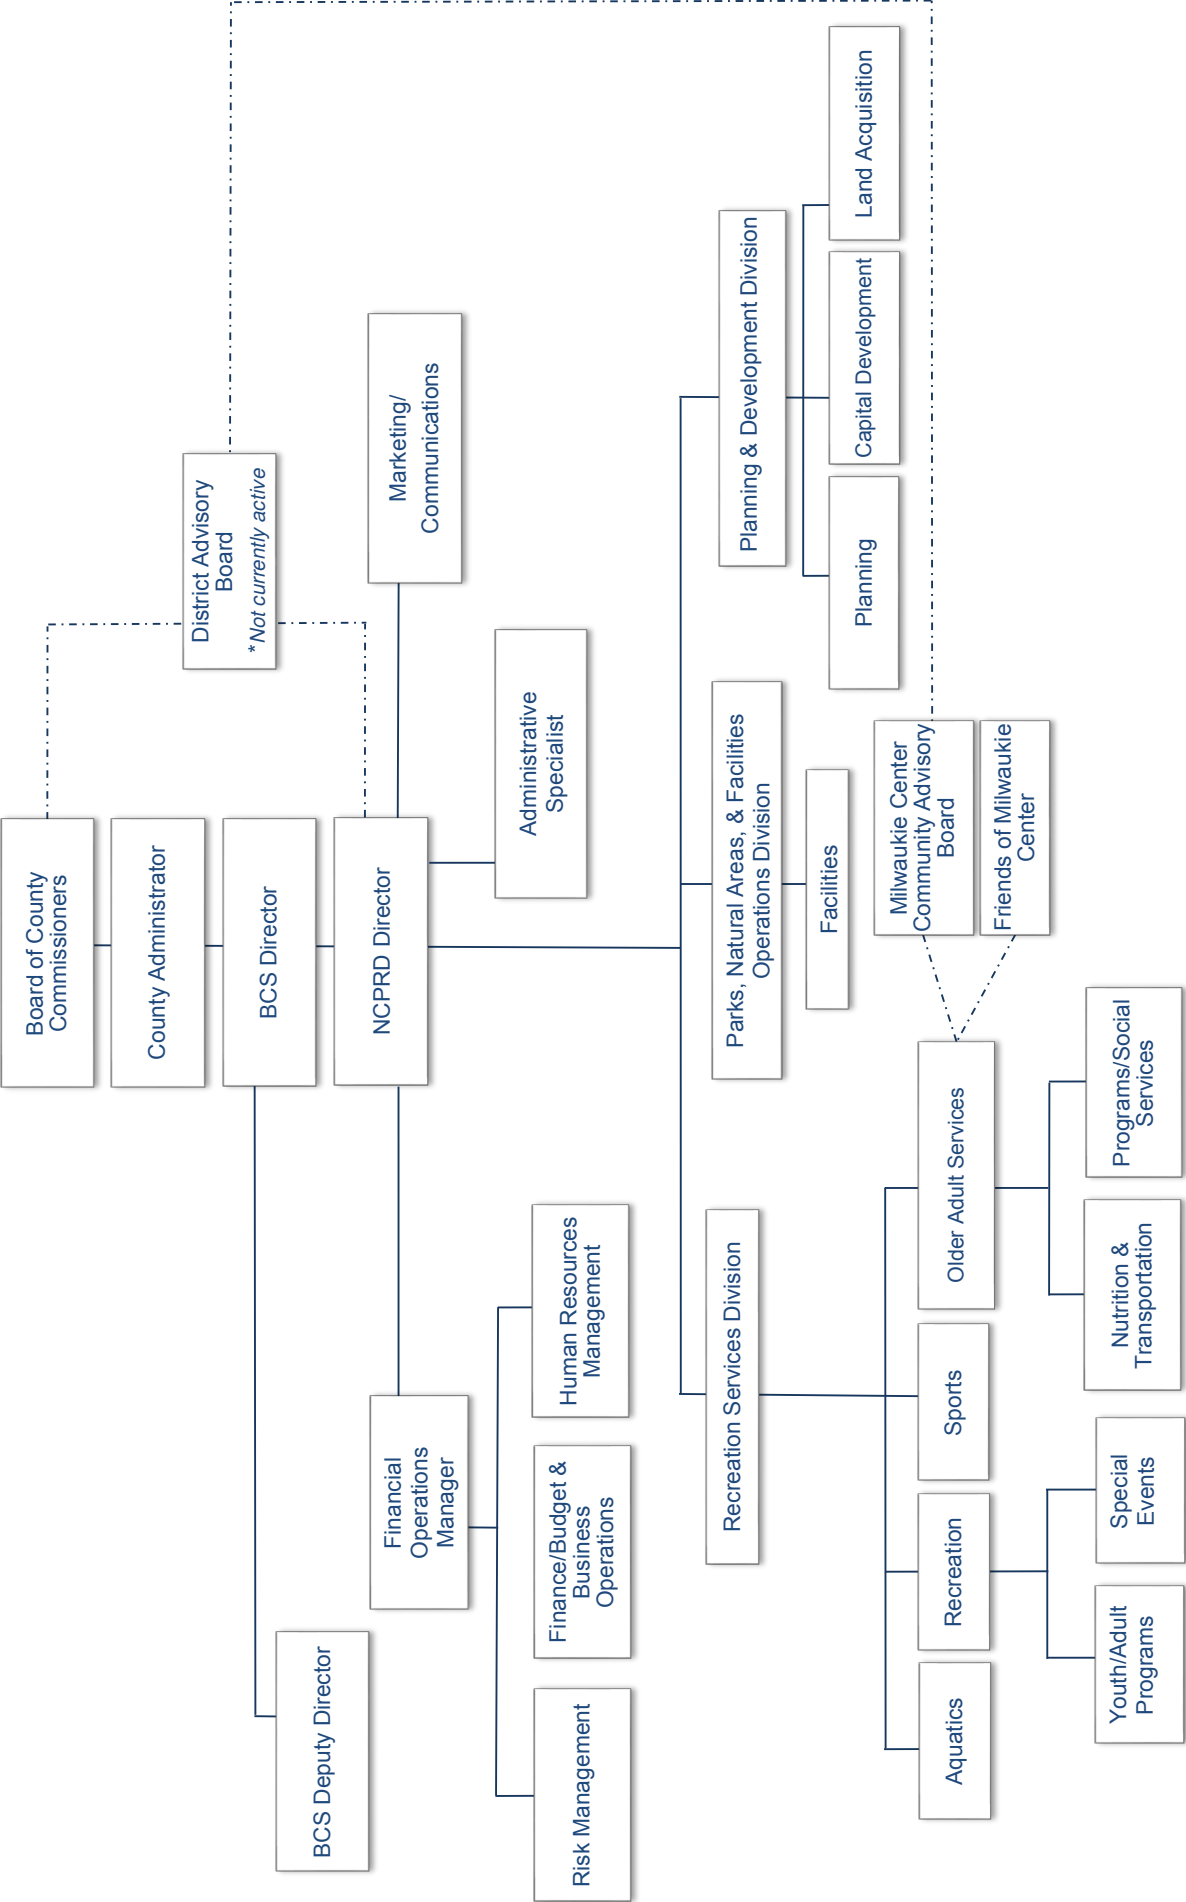 Board of County
Commissioners
County Administrator
District Advisory
Board
*Not currently active
BCS Director
BCS Deputy Director
NCPRD Director
Financial
Operations
Manager
Marketing/
Communications
Administrative
Specialist
Risk Management
Finance/Budget &
Business
Operations
Human Resources
Management
Recreation Services Division
Parks, Natural Areas, & Facilities
Operations Division
Planning & Development Division
Facilities
Planning
Capital Development
Land Acquisition
Milwaukie Center
Community Advisory
Board
Friends of Milwaukie
Center
Aquatics
Recreation
Sports
Older Adult Services
Youth/Adult
Programs
Special
Events
Nutrition &
Transportation
Programs/Social
Services